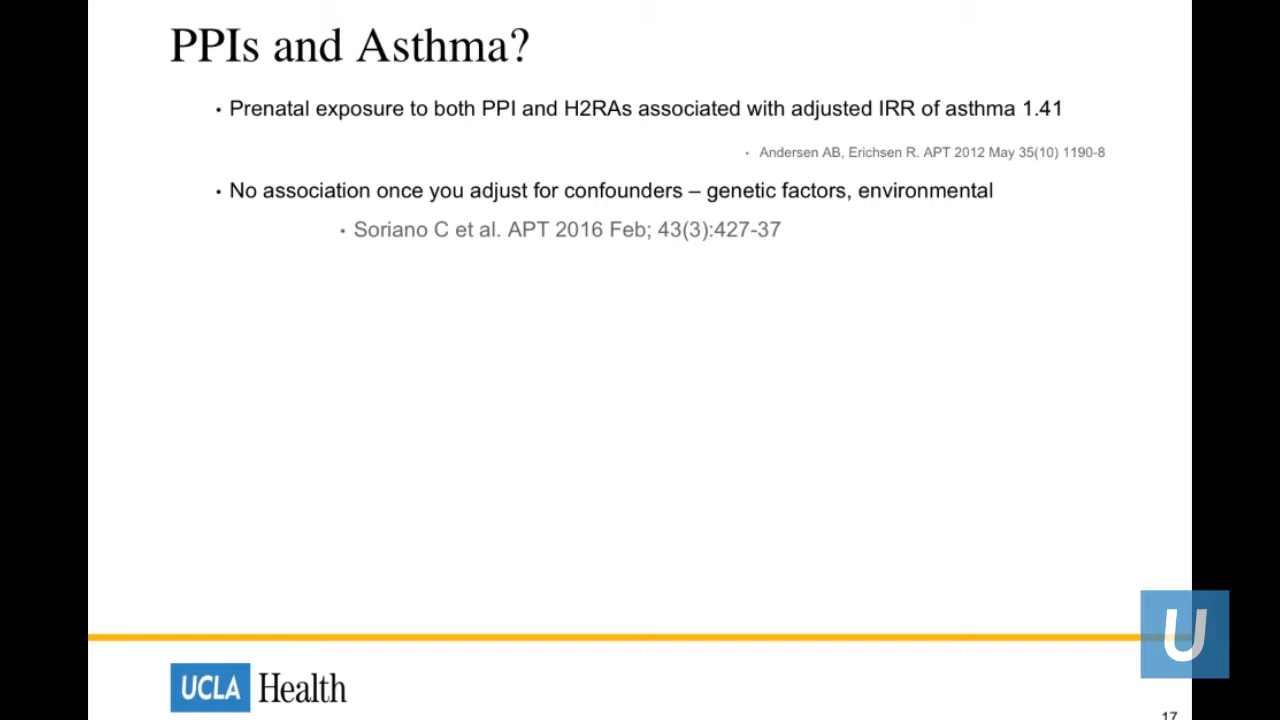 PPIs and Asthma?
• Prenatal exposure to both PPI and H2RAs associated with adjusted IRR of asthma 1.41
• Andersen AB, Erichsen R. APT 2012 May 35(10) 1190-8
• No association once you adjust for confounders – genetic factors, environmental
• Soriano C et al. APT 2016 Feb; 43(3):427-37
U
UCLA Health
17